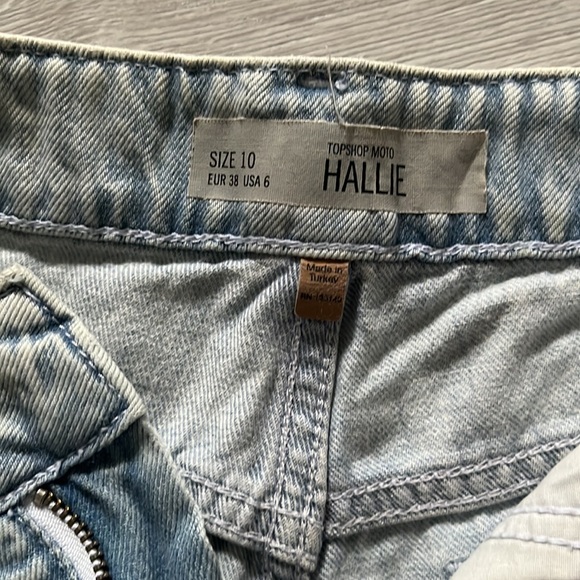 SIZE 10
EUR 38 USA 6
TOPSHOP MOTO
HALLIE
Made in
Turkey